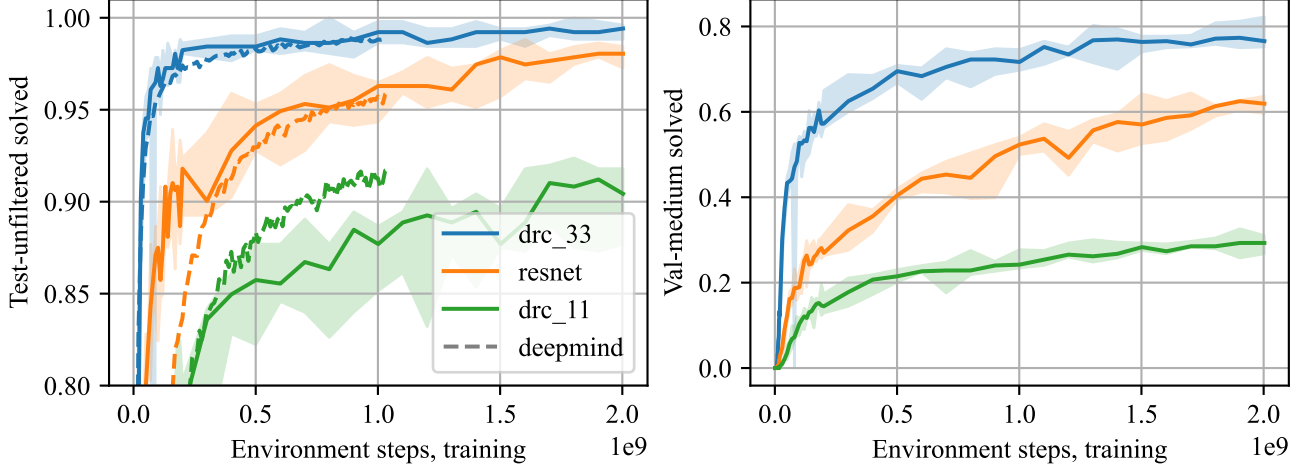 Test-unfiltered solved
1.00
0.95
0.90
0.85
0.80
0.0 0.5 1.0 1.5 2.0
1e9
Environment steps, training
drc_33
resnet
drc_11
deepmind
Val-medium solved
0.8
0.6
0.4
0.2
0.0
0.0 0.5 1.0 1.5 2.0
1e9
Environment steps, training